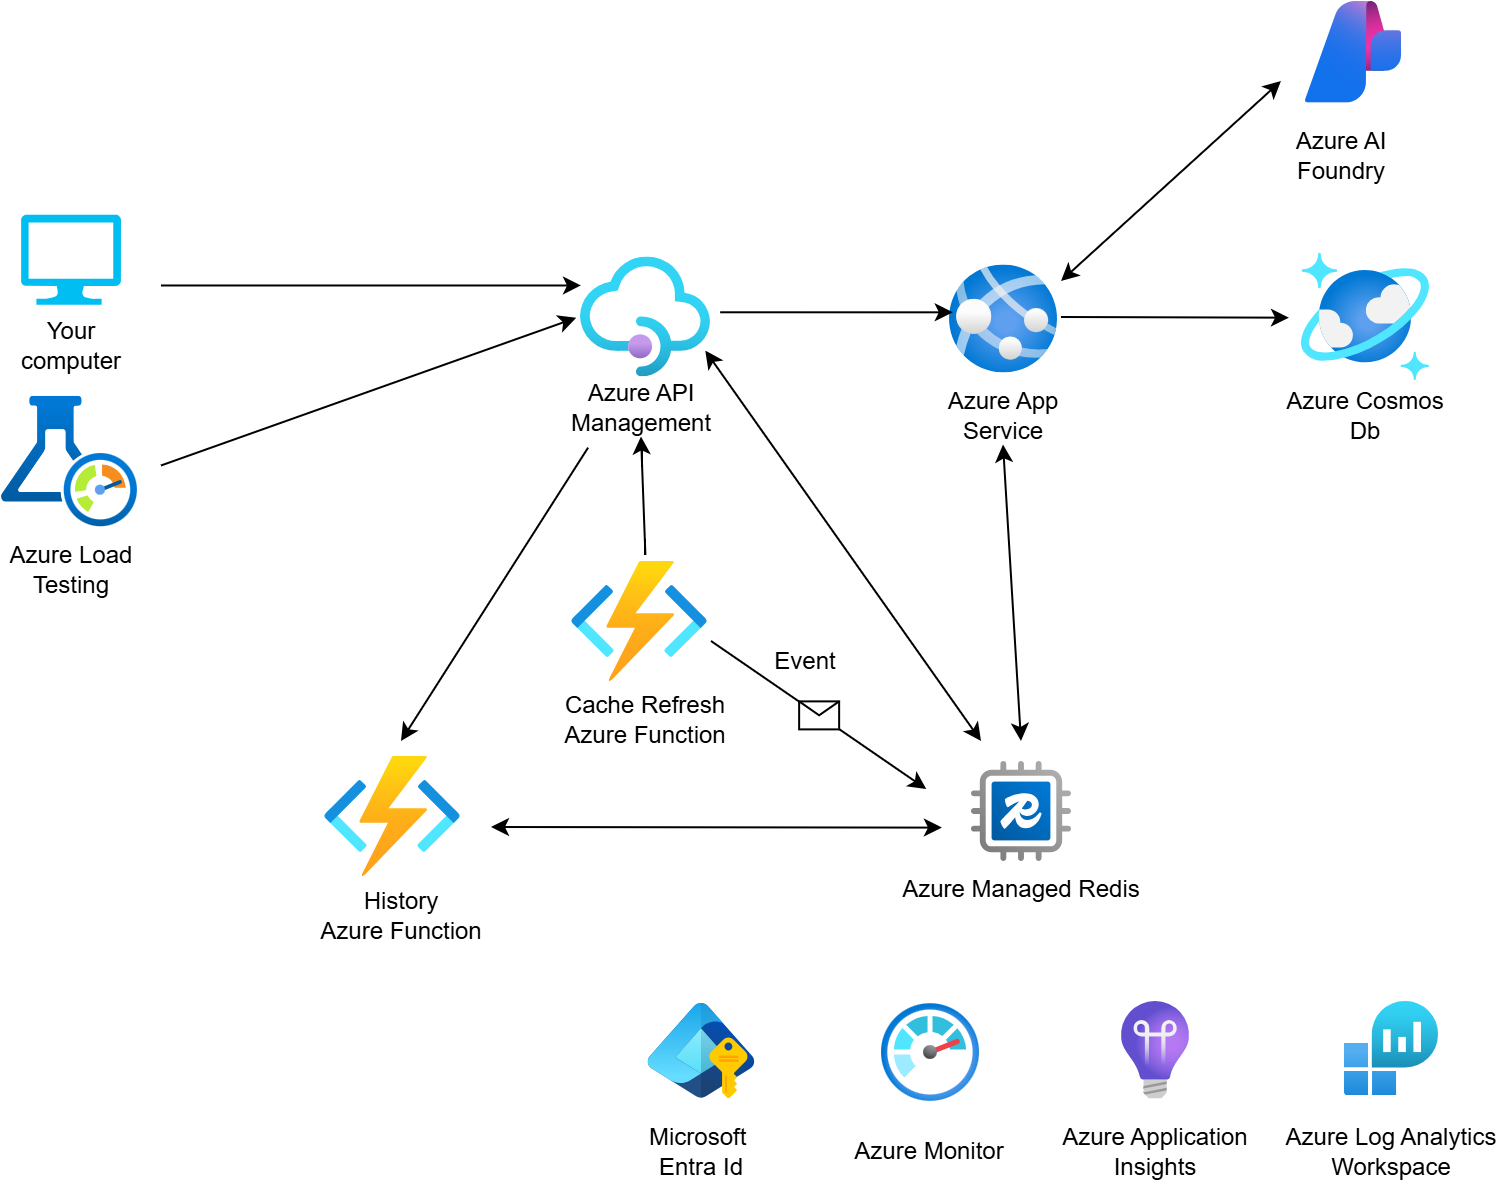 Azure AI
Foundry
Your
computer
Azure API
Management
Azure App
Service
Azure Cosmos
Db
Azure Load
Testing
Event
Cache Refresh
Azure Function
History
Azure Function
Azure Managed Redis
Microsoft
Entra Id
Azure Monitor
Azure Application
Insights
Azure Log Analytics
Workspace